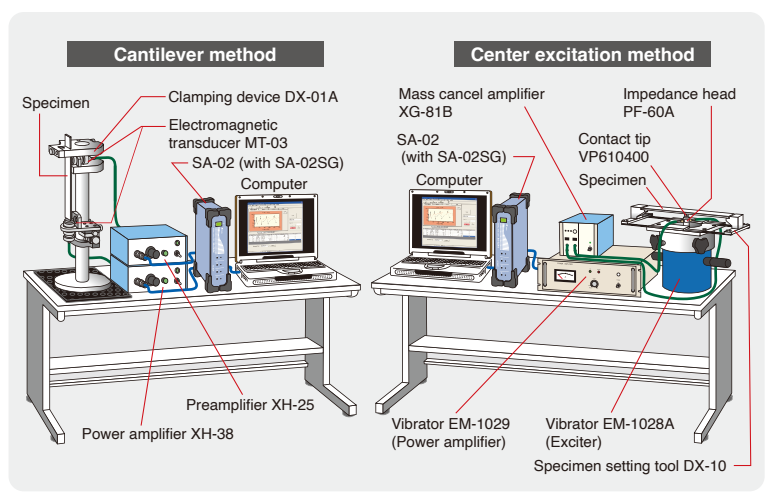 Cantilever method
Specimen
Clamping device DX-01A
Electromagnetic
transducer MT-03
SA-02 (with SA-02SG)
Computer
Preamplifier XH-25
Power amplifier XH-38
Center excitation method
Mass cancel amplifier
XG-81B
Impedance head
PF-60A
SA-02
(with SA-02SG)
Contact tip
VP610400
Computer
Specimen
Vibrator EM-1029
(Power amplifier)
Vibrator EM-1028A
(Exciter)
Specimen setting tool DX-10